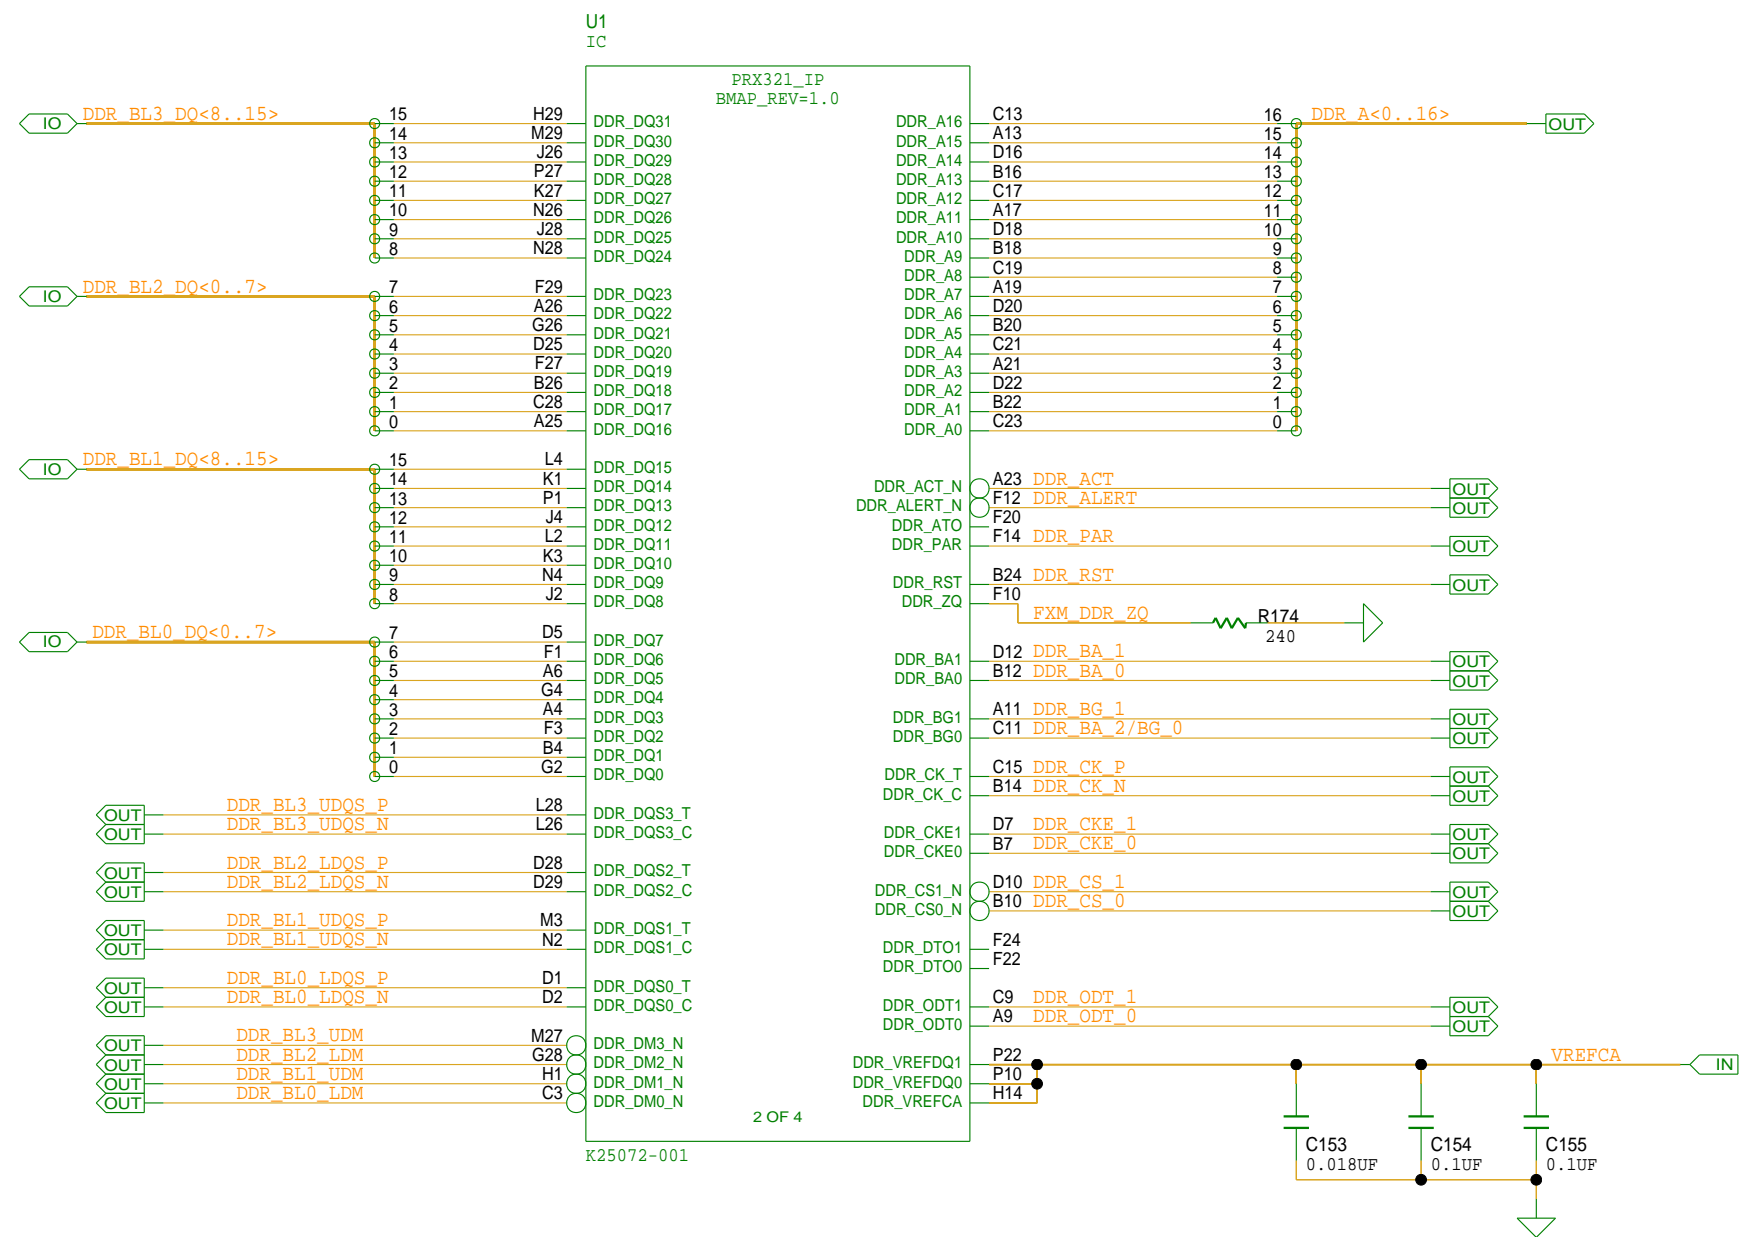 U1
IC
PRX321_IP
BMAP_REV=1.0
IO DDR_BL3_DQ<8..15> 15 H29 DDR_DQ31 DDR_A16 C13 16 DDR_A<0..16> OUT
14 M29 DDR_DQ30 DDR_A15 A13 15
13 J26 DDR_DQ29 DDR_A14 D16 14
12 P27 DDR_DQ28 DDR_A13 B16 13
11 K27 DDR_DQ27 DDR_A12 C17 12
10 N26 DDR_DQ26 DDR_A11 A17 11
9 J28 DDR_DQ25 DDR_A10 D18 10
8 N28 DDR_DQ24 DDR_A9 B18 9
DDR_A8 C19 8
IO DDR_BL2_DQ<0..7> 7 F29 DDR_DQ23 DDR_A7 A19 7
6 A26 DDR_DQ22 DDR_A6 D20 6
5 G26 DDR_DQ21 DDR_A5 B20 5
4 D25 DDR_DQ20 DDR_A4 C21 4
3 F27 DDR_DQ19 DDR_A3 A21 3
2 B26 DDR_DQ18 DDR_A2 D22 2
1 C28 DDR_DQ17 DDR_A1 B22 1
0 A25 DDR_DQ16 DDR_A0 C23 0
IO DDR_BL1_DQ<8..15> 15 L4 DDR_DQ15
14 K1 DDR_DQ14 DDR_ACT_N A23 DDR_ACT OUT
13 P1 DDR_DQ13 DDR_ALERT_N F12 DDR_ALERT OUT
12 J4 DDR_DQ12 DDR_ATO F20
11 L2 DDR_DQ11 DDR_PAR F14 DDR_PAR OUT
10 K3 DDR_DQ10
9 N4 DDR_DQ9 DDR_RST B24 DDR_RST OUT
8 J2 DDR_DQ8 DDR_ZQ F10
FXM_DDR_ZQ R174
240
IO DDR_BL0_DQ<0..7> 7 D5 DDR_DQ7
6 F1 DDR_DQ6 DDR_BA1 D12 DDR_BA_1 OUT
5 A6 DDR_DQ5 DDR_BA0 B12 DDR_BA_0 OUT
4 G4 DDR_DQ4
3 A4 DDR_DQ3 DDR_BG1 A11 DDR_BG_1 OUT
2 F3 DDR_DQ2 DDR_BG0 C11 DDR_BA_2/BG_0 OUT
1 B4 DDR_DQ1
0 G2 DDR_DQ0 DDR_CK_T C15 DDR_CK_P OUT
DDR_CK_C B14 DDR_CK_N OUT
OUT DDR_BL3_UDQS_P L28 DDR_DQS3_T
OUT DDR_BL3_UDQS_N L26 DDR_DQS3_C DDR_CKE1 D7 DDR_CKE_1 OUT
DDR_CKE0 B7 DDR_CKE_0 OUT
OUT DDR_BL2_LDQS_P D28 DDR_DQS2_T
OUT DDR_BL2_LDQS_N D29 DDR_DQS2_C DDR_CS1_N D10 DDR_CS_1 OUT
DDR_CS0_N B10 DDR_CS_0 OUT
OUT DDR_BL1_UDQS_P M3 DDR_DQS1_T
OUT DDR_BL1_UDQS_N N2 DDR_DQS1_C DDR_DTO1 F24
DDR_DTO0 F22
OUT DDR_BL0_LDQS_P D1 DDR_DQS0_T
OUT DDR_BL0_LDQS_N D2 DDR_DQS0_C DDR_ODT1 C9 DDR_ODT_1 OUT
DDR_ODT0 A9 DDR_ODT_0 OUT
OUT DDR_BL3_UDM M27 DDR_DM3_N
OUT DDR_BL2_LDM G28 DDR_DM2_N DDR_VREFDQ1 P22 VREFCA IN
OUT DDR_BL1_UDM H1 DDR_DM1_N DDR_VREFDQ0 P10
OUT DDR_BL0_LDM C3 DDR_DM0_N DDR_VREFCA H14
2 OF 4
C153 C154 C155
0.018UF 0.1UF 0.1UF
K25072-001